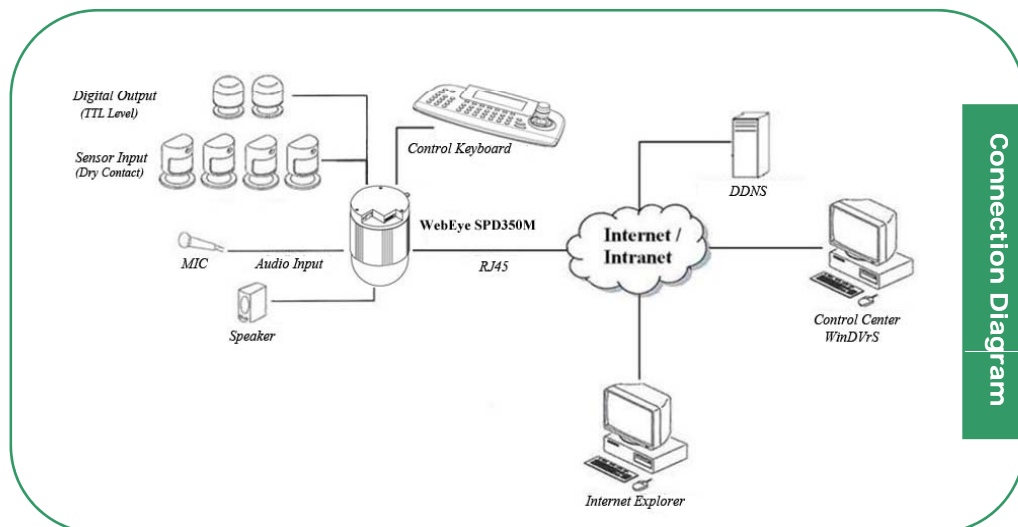 Digital Output
(TTL Level)
Sensor Input
(Dry Contact)
Control Keyboard
DDNS
WebEye SPD350M
Internet /
Intranet
MIC
Audio Input
RJ45
Speaker
Control Center
WinDVrS
Internet Explorer
Connection Diagram